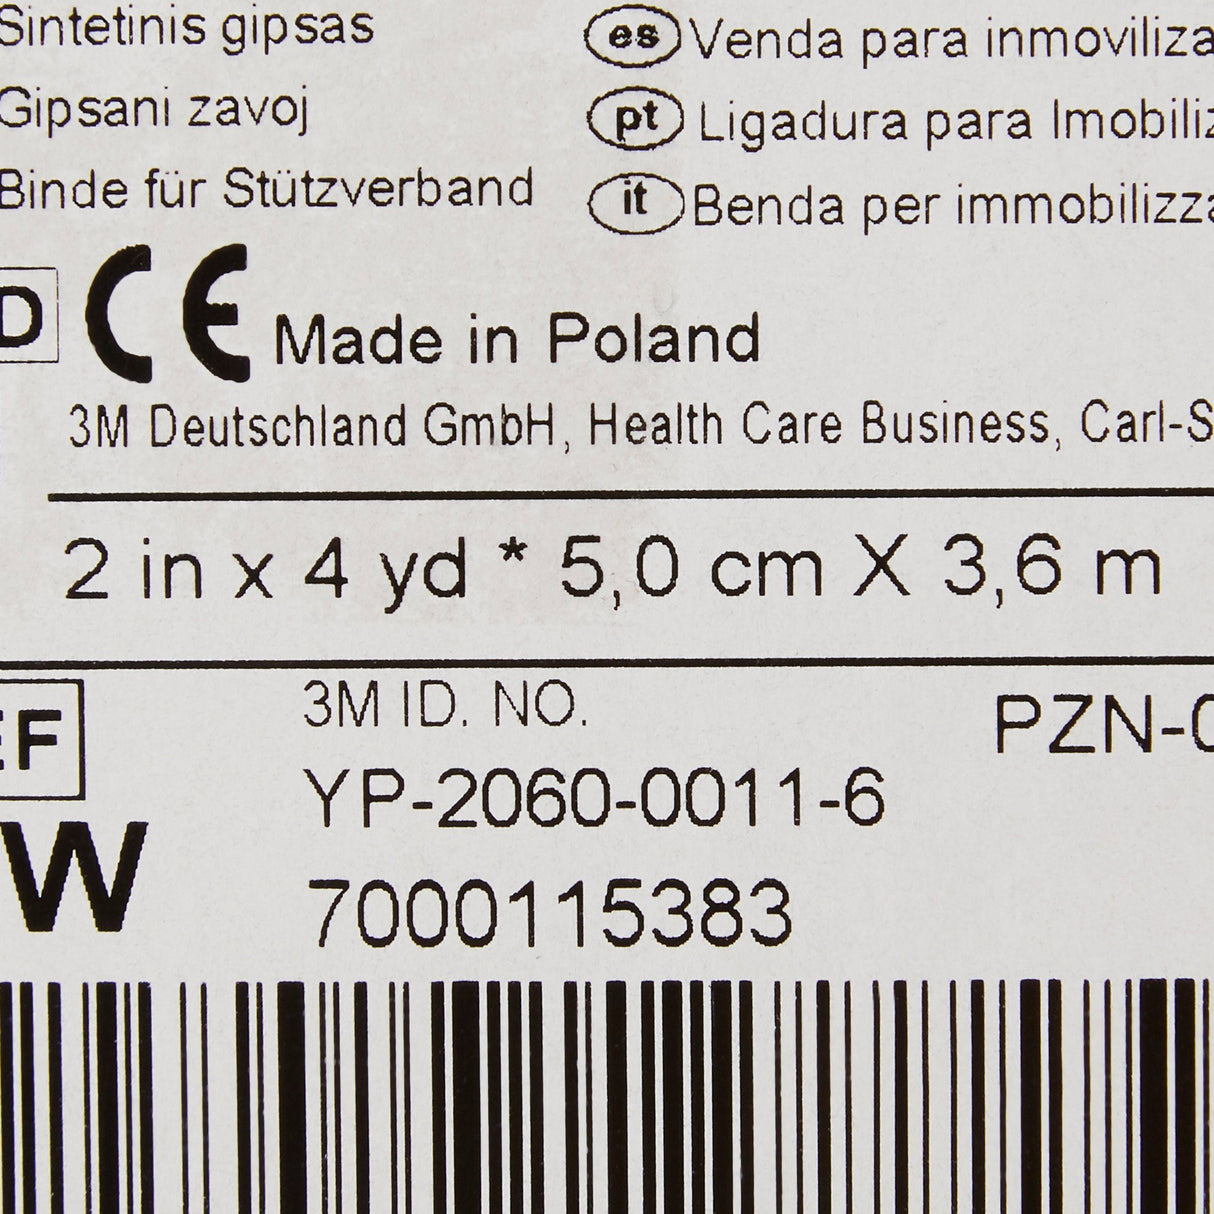 Sintetinis gipsas
es Venda para inmoviliza
Gipsani zavoj
pt Ligadura para Imobiliz
Binde für Stützverband
it Benda per immobilizza
D CE Made in Poland
3M Deutschland GmbH, Health Care Business, Carl-S
2 in x 4 yd * 5,0 cm X 3,6 m
EF
3M ID. NO.
PZN-0
YP-2060-0011-6
W
7000115383